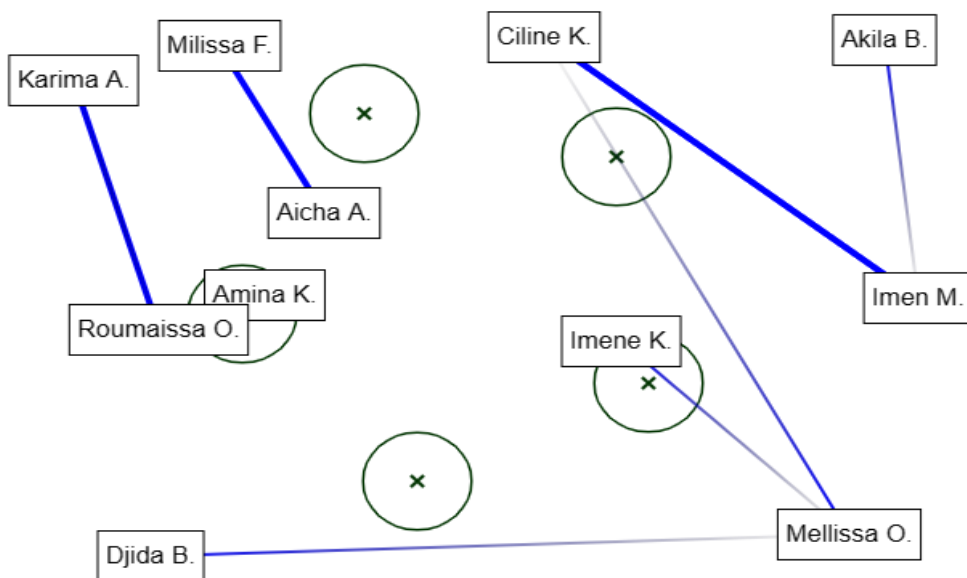 Milissa F.
Ciline K.
Akila B.
Karima A.
Aicha A.
Amina K.
Imen M.
Roumaissa O.
Imene K.
Mellissa O.
Djida B.